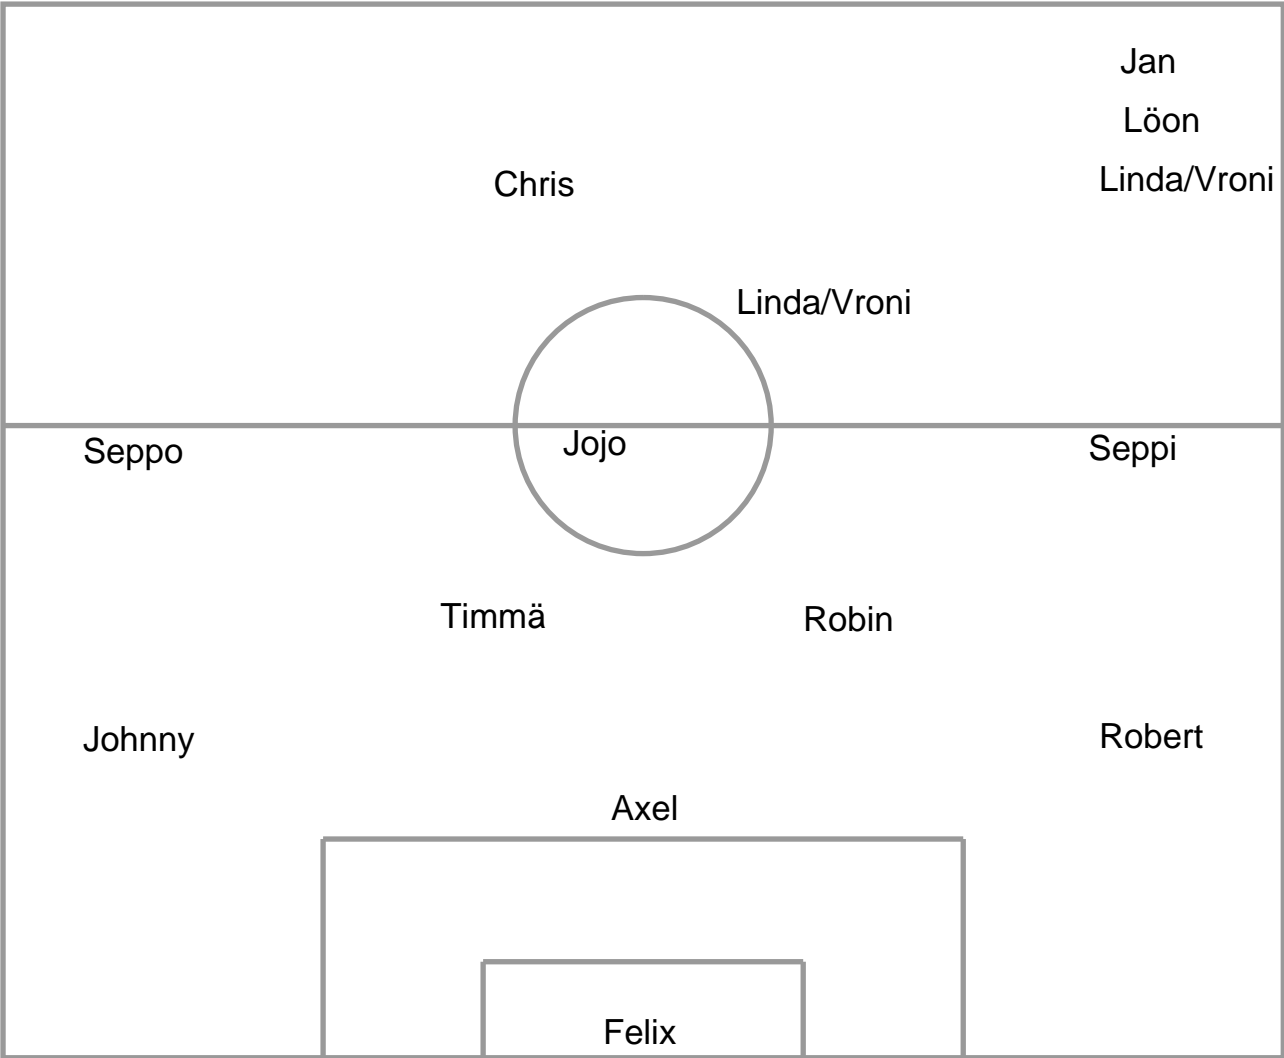 Jan
Löon
Linda/Vroni
Chris
Linda/Vroni
Seppo
Jojo
Seppi
Timmä
Robin
Johnny
Robert
Axel
Felix